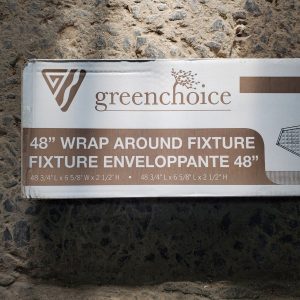 greenchoice
48” WRAP AROUND FIXTURE
FIXTURE ENVELOPPANTE 48”
48 3/4" L x 6 5/8" W x 2 1/2" H • 48 3/4" L x 6 5/8" L x 2 1/2" H